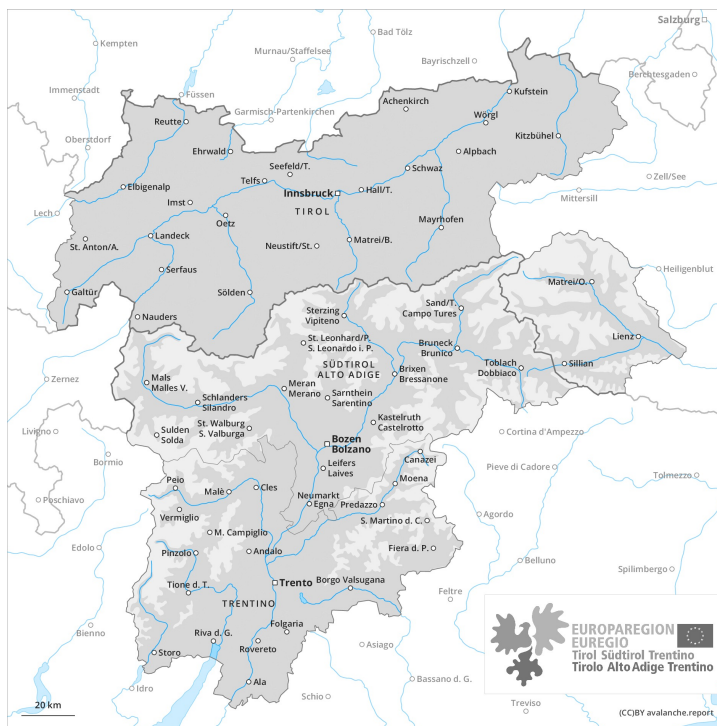 Salzburg
Kempten
Bad Tölz
Murnau/Staffelsee
Bayrischzell
Berchtesgaden
Immenstadt
Füssen
Kufstein
Achenkirch
Garmisch-Partenkirchen
Reutte
Wörgl
Kitzbühel
Oberstdorf
Ehrwald
Alpbach
Seefeld/T.
Schwaz
Zell/See
Elbigenalp
Telfs
Innsbruck
Hall/T.
Mittersill
Imst
TIROL
Lech
Oetz
Mayrhofen
St. Anton/A.
Landeck
Neustift/St.
Matrei/B.
Serfaus
Heiligenblut
Galtür
Sölden
Matrei/O.
Nauders
Sterzing
Vipiteno
Sand/T.
Campo Tures
St. Leonhard/P.
S. Leonardo i. P.
Lienz
Bruneck
Brunico
SÜDTIROL
ALTO ADIGE
Toblach
Dobbiaco
Sillian
Brixen
Bressanone
Zernez
Mals
Malles V.
Meran
Merano
Schlanders
Silandro
Sarnthein
Sarentino
Kastelruth
Castelrotto
Livigno
Sulden
Solda
St. Walburg
S. Valburga
Bozen
Bolzano
Cortina d'Ampezzo
Bormio
Canazei
Leifers
Laives
Pieve di Cadore
Tolmezzo
Peio
Malè
Cles
Moena
Poschiavo
Neumarkt
Egna
Predazzo
Vermiglio
Agordo
S. Martino d. C.
M. Campiglio
Edolo
Pinzolo
Andalo
Fiera d. P.
Belluno
Spilimbergo
Tione d. T.
Trento
Borgo Valsugana
Feltre
TRENTINO
Bienno
Folgaria
Riva d. G.
Rovereto
Asiago
Storo
Idro
Ala
Bassano d. G.
Schio
Treviso
EUROPAREGION
EUREGIO
Tirol Südtirol Trentino
Tirolo Alto Adige Trentino
20 km
(CC)BY avalanche.report